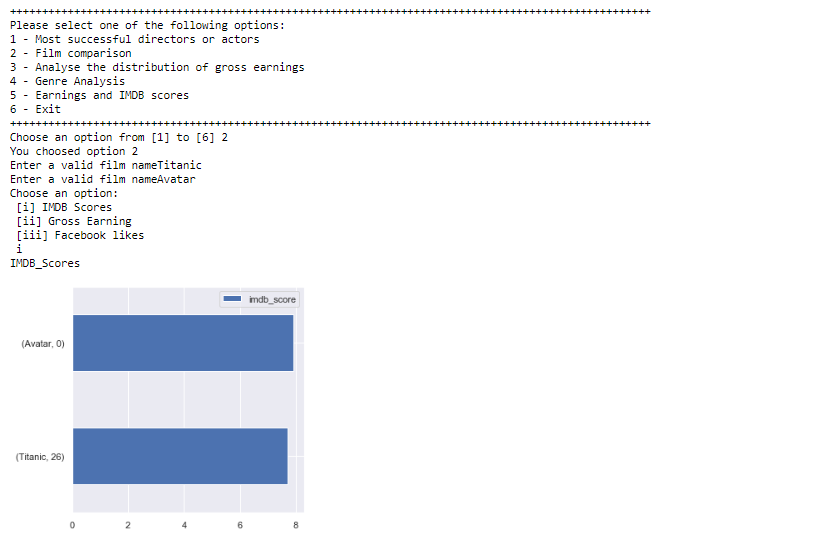 ++++++++++++++++++++++++++++++++++++++++++++++++++++++++++++++++++++++++++++++++++++++++++++++++++++
Please select one of the following options:
1 - Most successful directors or actors
2 - Film comparison
3 - Analyse the distribution of gross earnings
4 - Genre Analysis
5 - Earnings and IMDB scores
6 - Exit
++++++++++++++++++++++++++++++++++++++++++++++++++++++++++++++++++++++++++++++++++++++++++++++++++++
Choose an option from [1] to [6] 2
You choosed option 2
Enter a valid film nameTitanic
Enter a valid film nameAvatar
Choose an option:
[i] IMDB Scores
[ii] Gross Earning
[iii] Facebook likes
i
IMDB_Scores
imdb_score
(Avatar, 0)
(Titanic, 26)
0 2 4 6 8